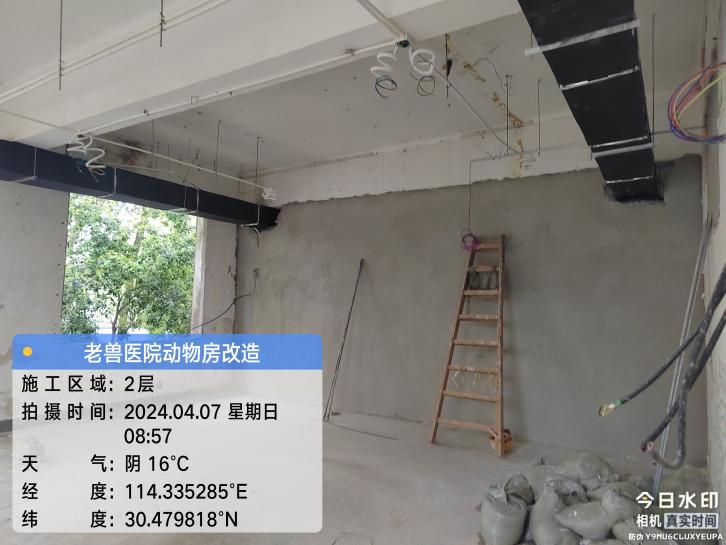 老兽医院动物房改造
施工区域：2层
拍摄时间：2024.04.07 星期日
08:57
天气：阴 16°C
经度：114.335285°E
纬度：30.479818°N
今日水印
相机 真实时间
防伪 Y9MU6CLUXYEUPA